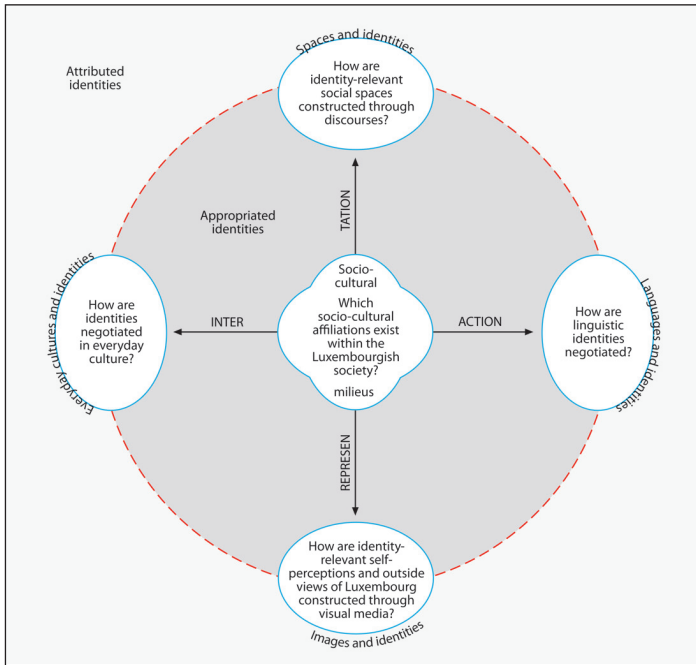 Spaces and identities
Attributed
identities
How are
identity-relevant
social spaces
constructed through
discourses?
Appropriated
identities
TATION
Everyday cultures and identities
How are
identities
negotiated
in everyday
culture?
INTER
Socio-
cultural
Which
socio-cultural
affiliations exist
within the
Luxembourgish
society?
milieus
ACTION
How are
linguistic
identities
negotiated?
Languages and identities
REPRESEN
How are identity-
relevant self-
perceptions and outside
views of Luxembourg
constructed through
visual media?
Images and identities